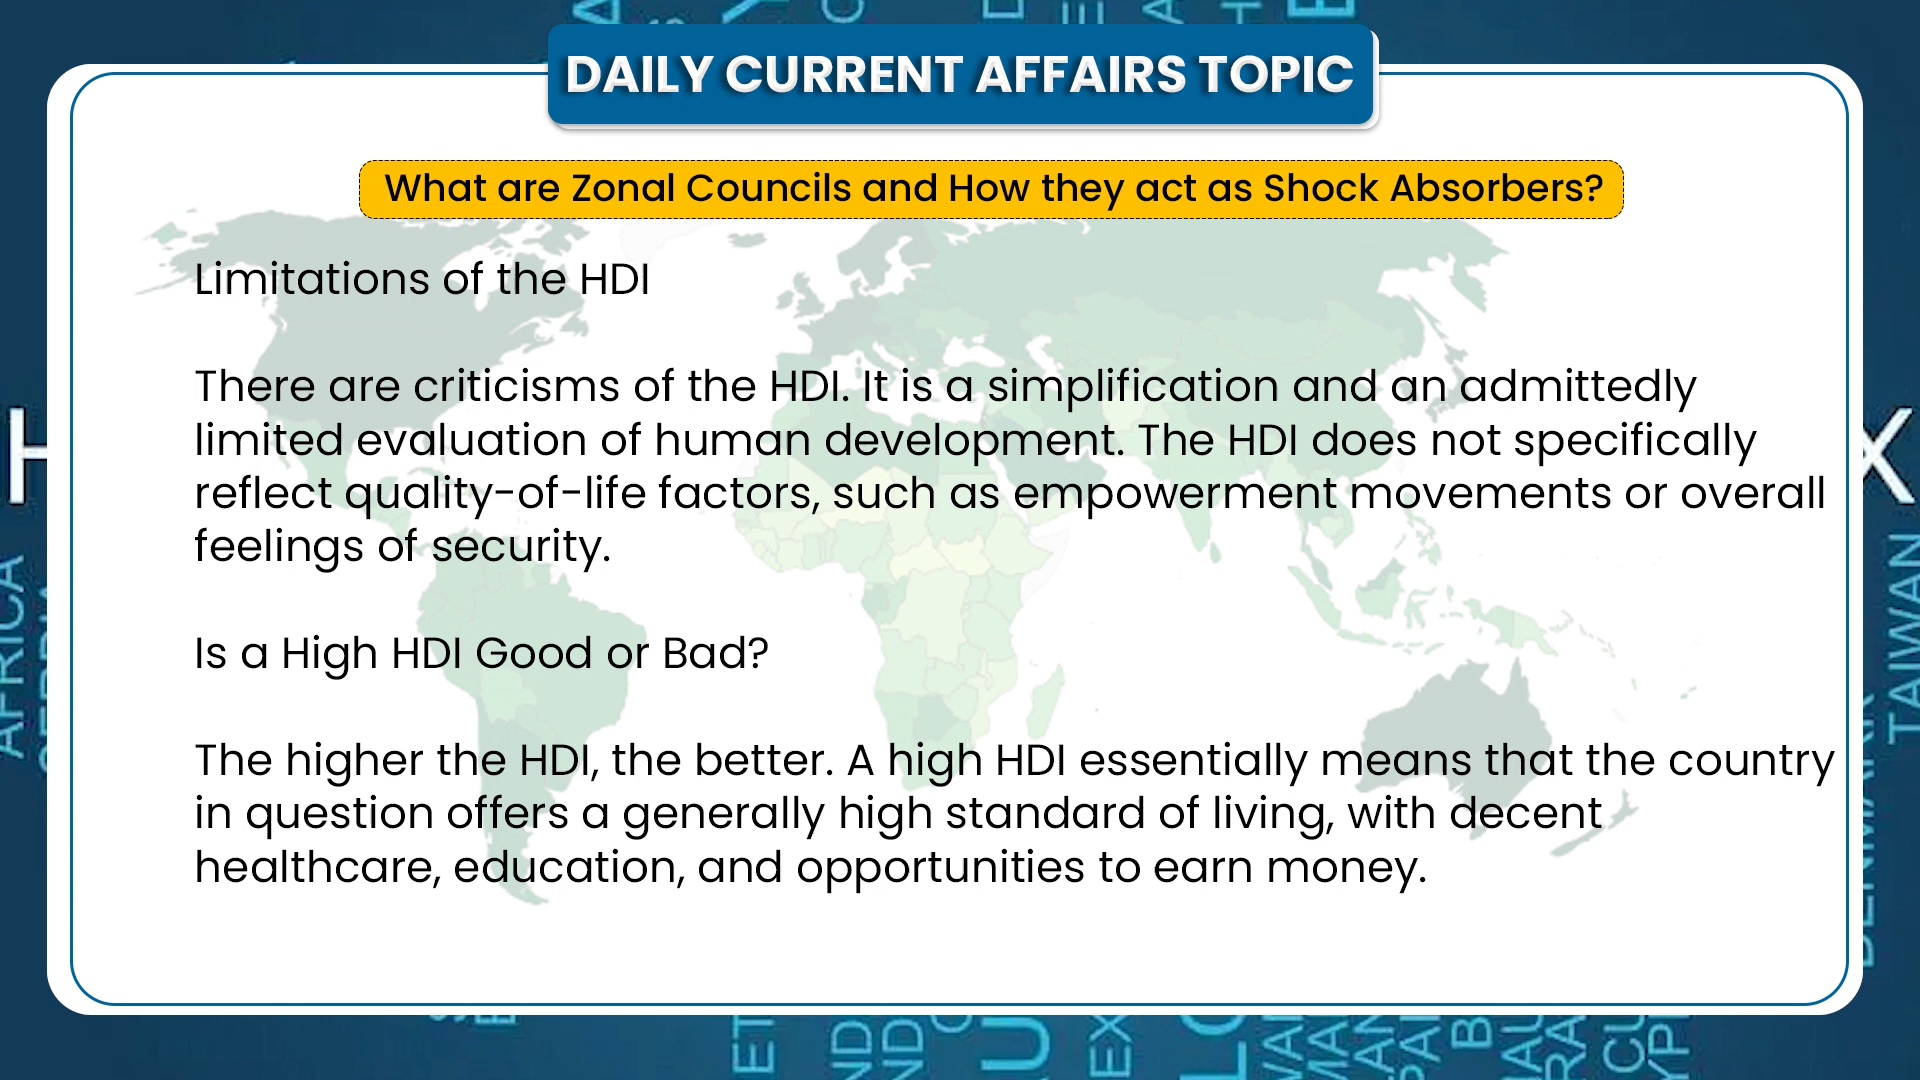 DAILY CURRENT AFFAIRS TOPIC
What are Zonal Councils and How they act as Shock Absorbers?
Limitations of the HDI
There are criticisms of the HDI. It is a simplification and an admittedly
limited evaluation of human development. The HDI does not specifically
reflect quality-of-life factors, such as empowerment movements or overall
feelings of security.
Is a High HDI Good or Bad?
The higher the HDI, the better. A high HDI essentially means that the country
in question offers a generally high standard of living, with decent
healthcare, education, and opportunities to earn money.
AFRICA
TAIWAN